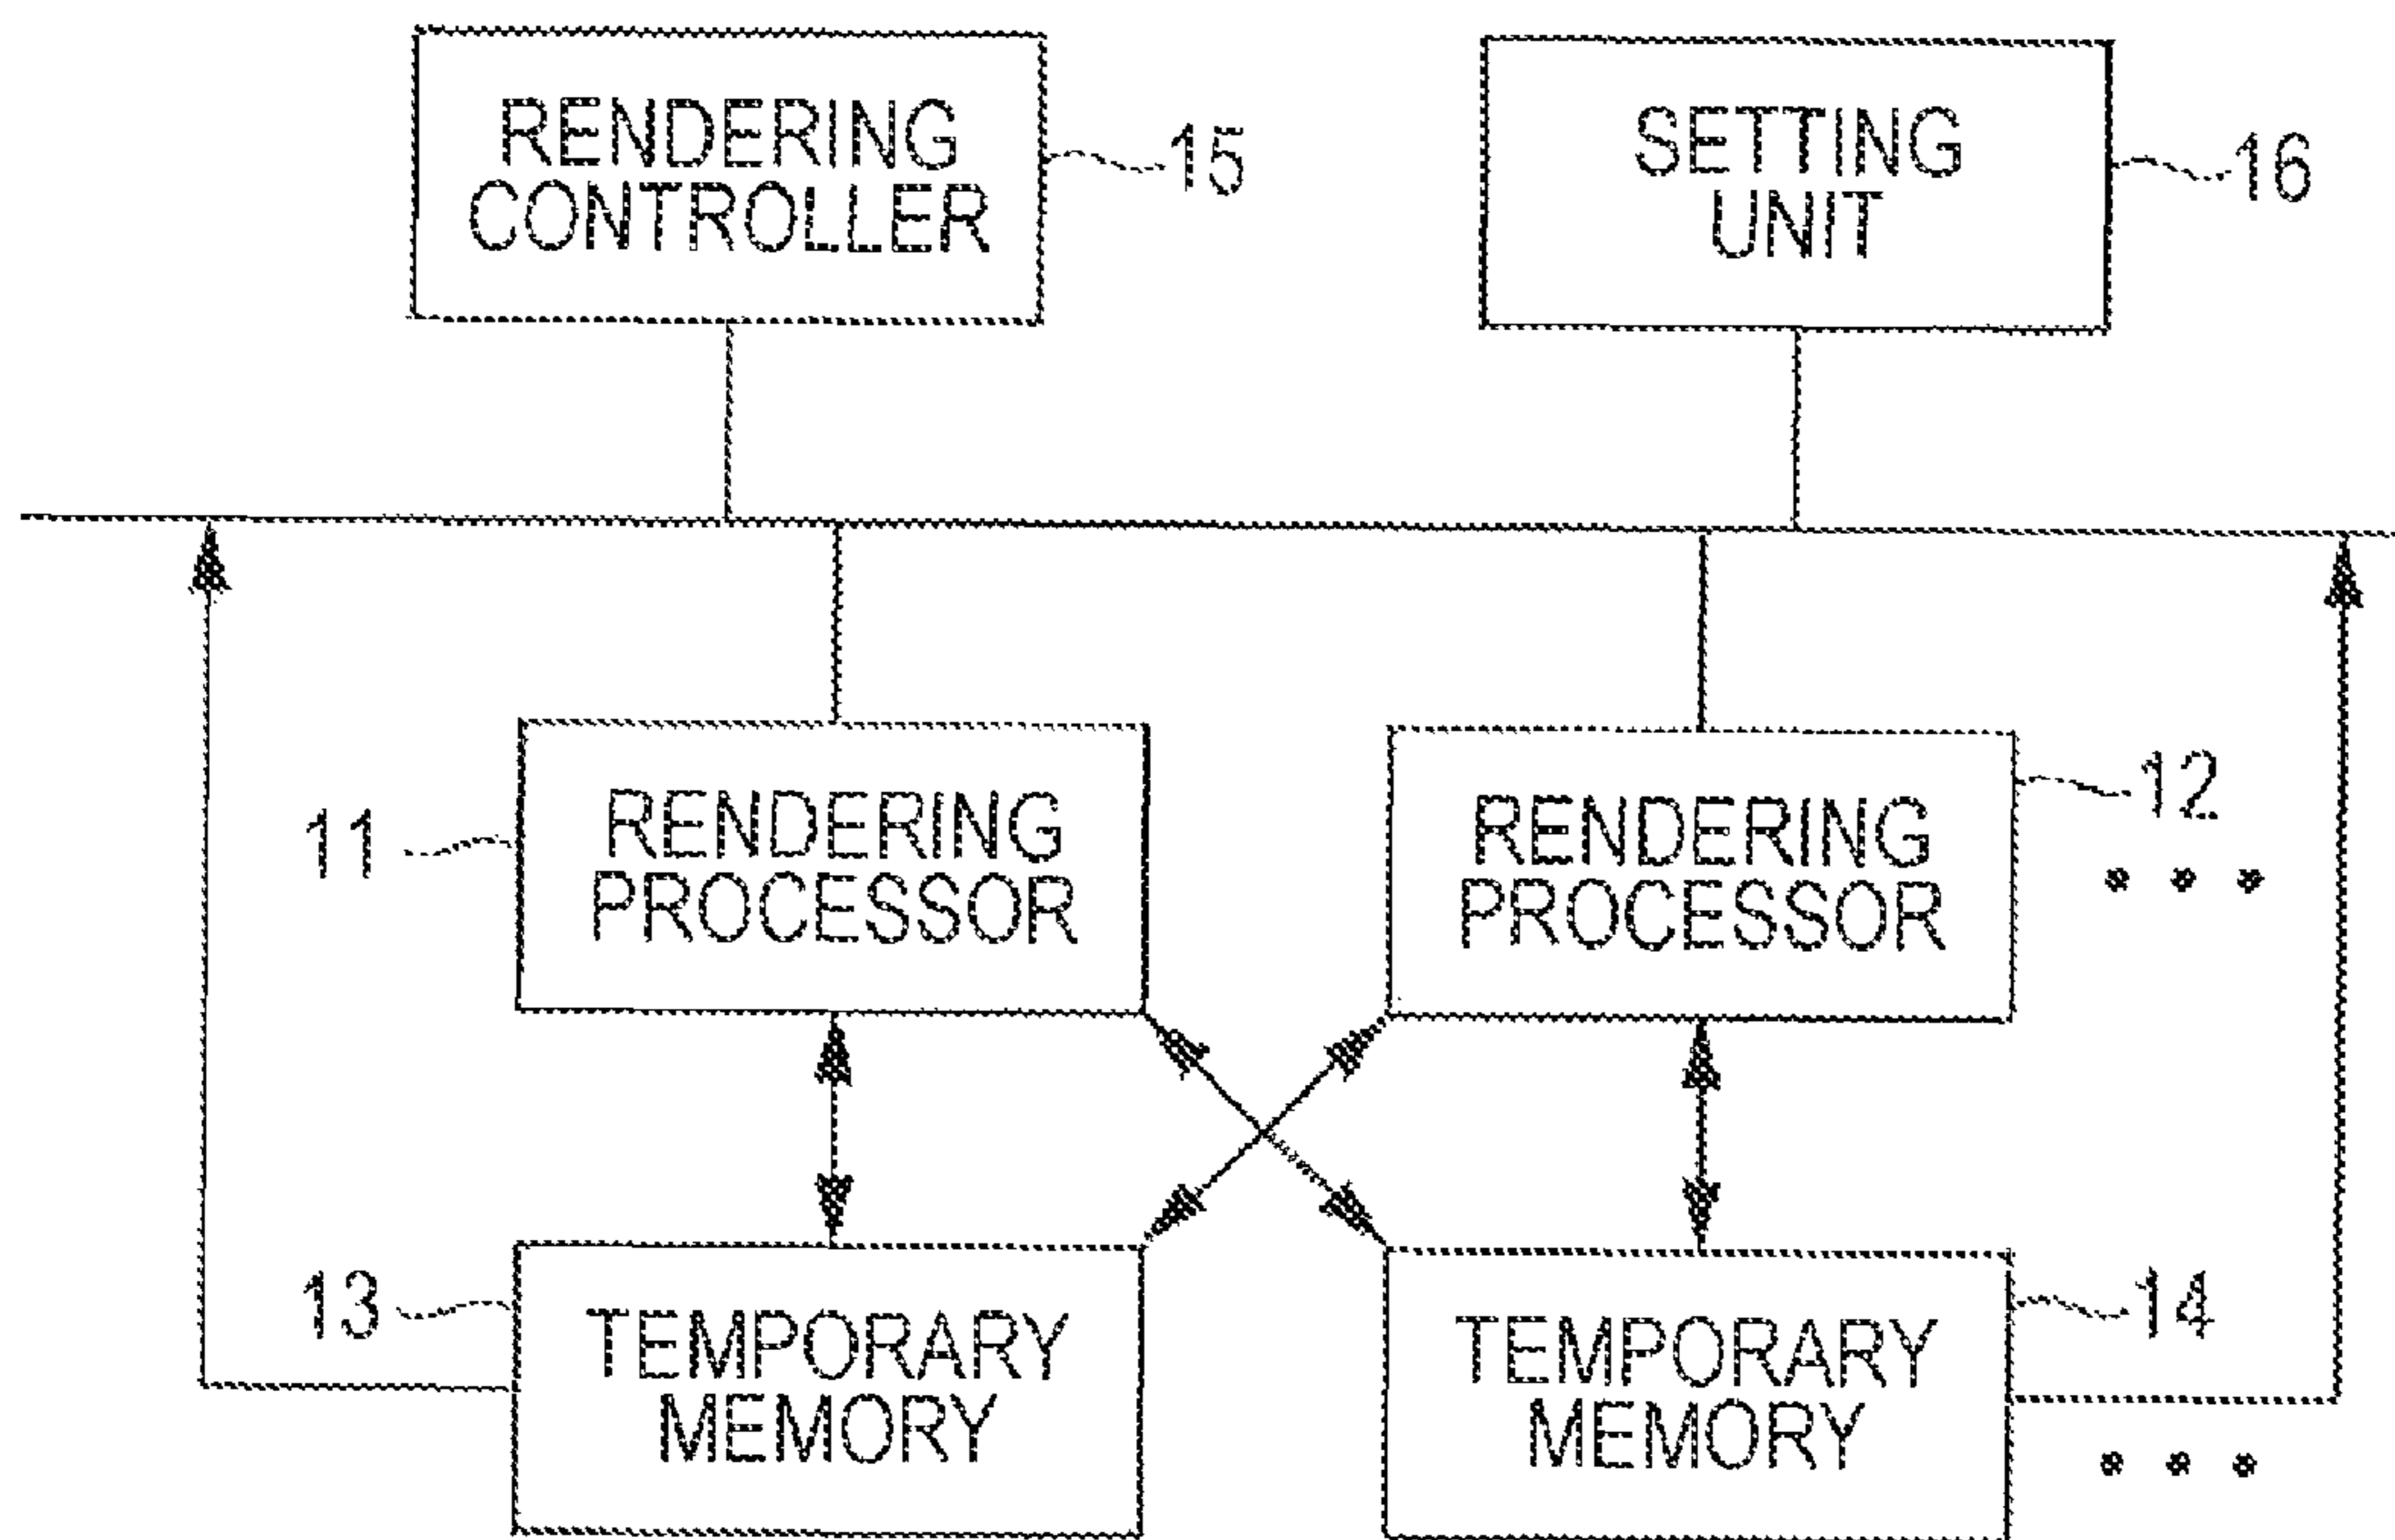 RENDERING
CONTROLLER
15
SETTING
UNIT
16
11
RENDERING
PROCESSOR
RENDERING
PROCESSOR
12
• • •
13
TEMPORARY
MEMORY
TEMPORARY
MEMORY
14
• • •